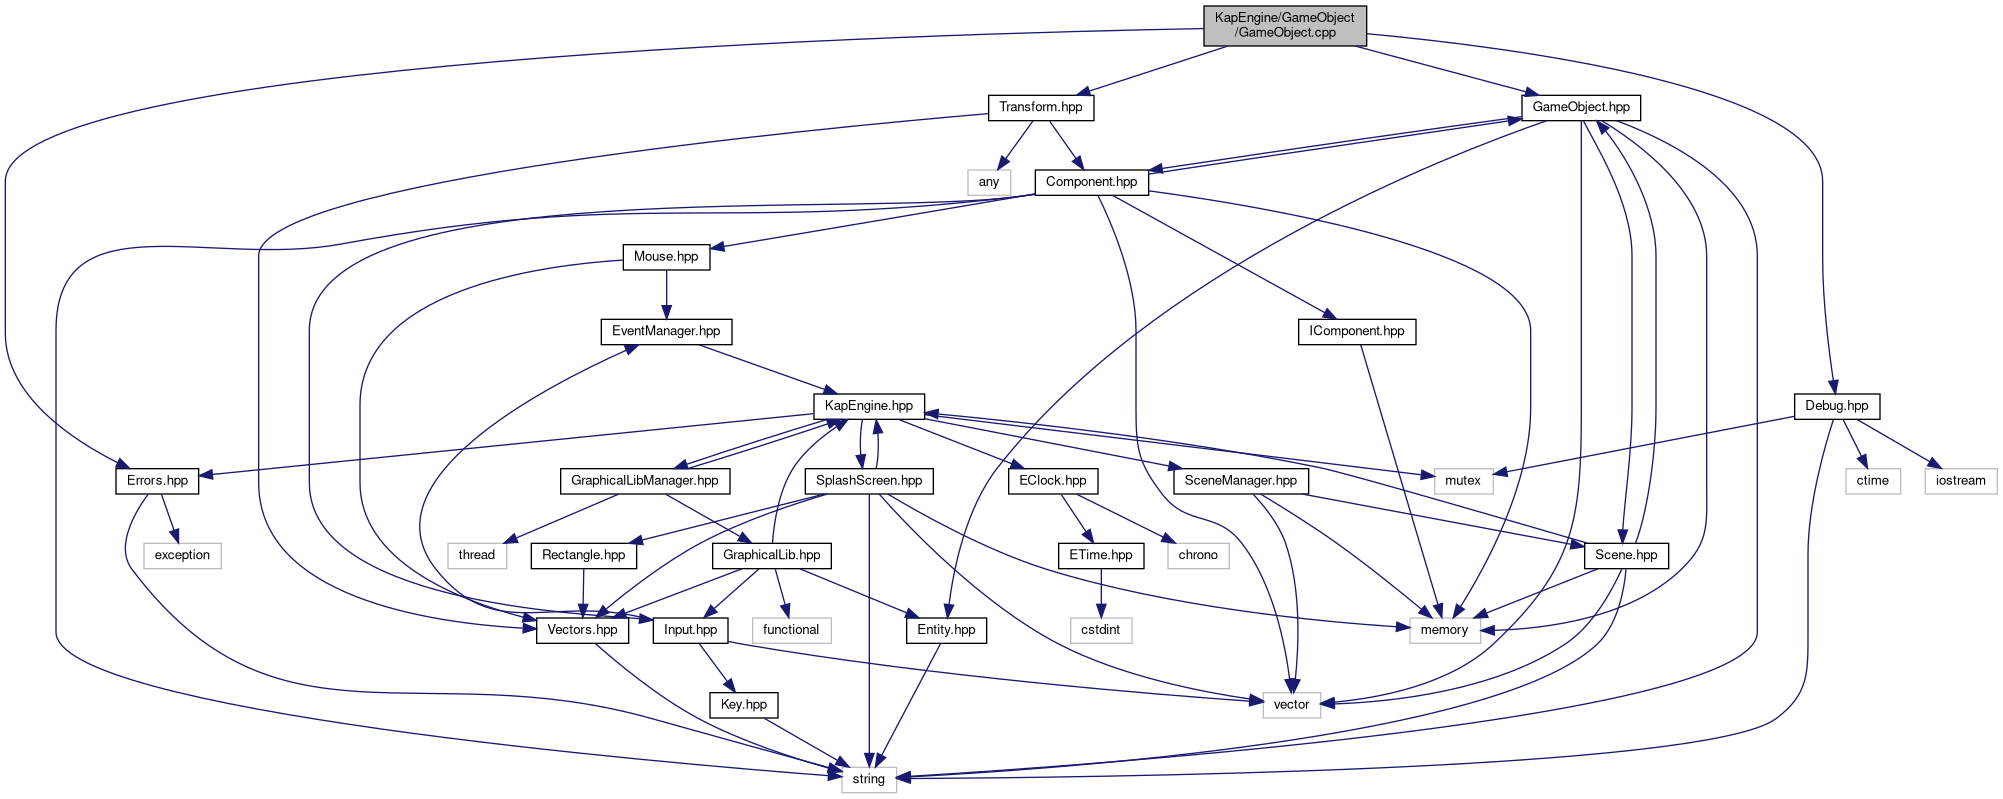 KapEngine/GameObject
/GameObject.cpp
Transform.hpp
GameObject.hpp
any
Component.hpp
Mouse.hpp
EventManager.hpp
IComponent.hpp
KapEngine.hpp
Debug.hpp
Errors.hpp
GraphicalLibManager.hpp
SplashScreen.hpp
EClock.hpp
SceneManager.hpp
mutex
ctime
iostream
exception
thread
Rectangle.hpp
GraphicalLib.hpp
ETime.hpp
chrono
Scene.hpp
Vectors.hpp
Input.hpp
functional
Entity.hpp
cstdint
memory
Key.hpp
vector
string